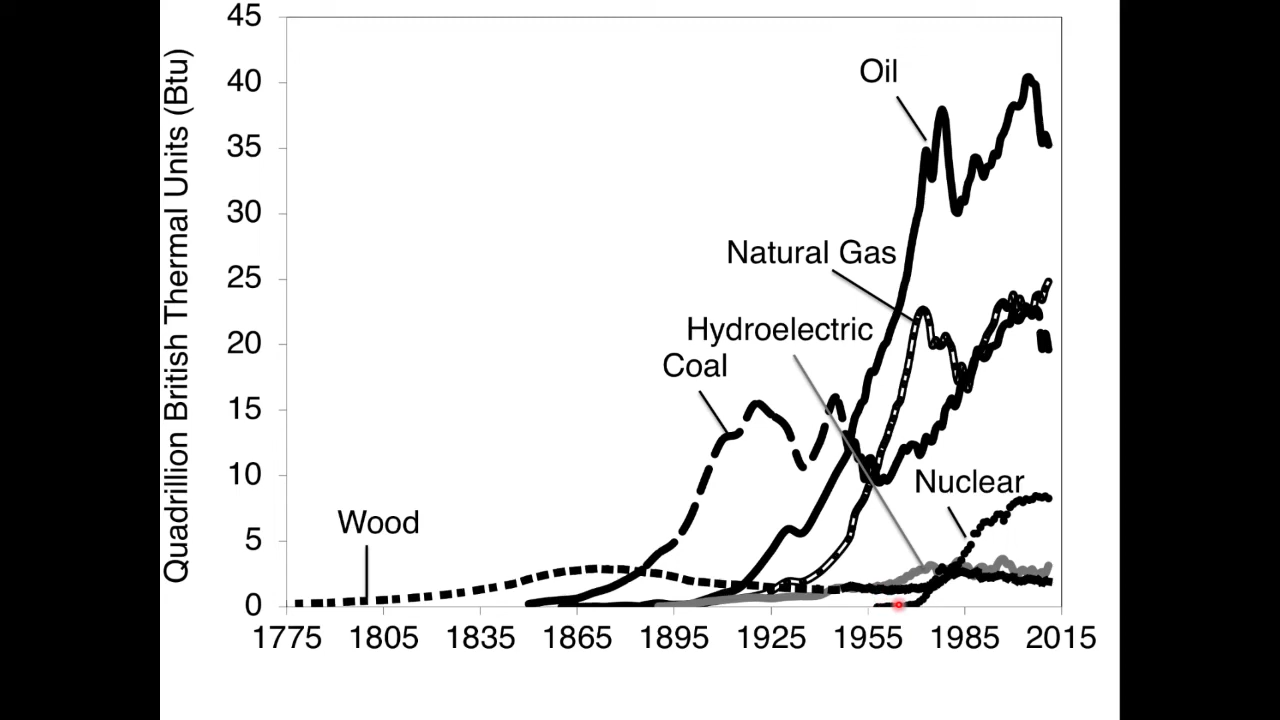 Quadrillion British Thermal Units (Btu)
45
40
35
30
25
20
15
10
5
0
Oil
Natural Gas
Hydroelectric
Coal
Nuclear
Wood
1775 1805 1835 1865 1895 1925 1955 1985 2015